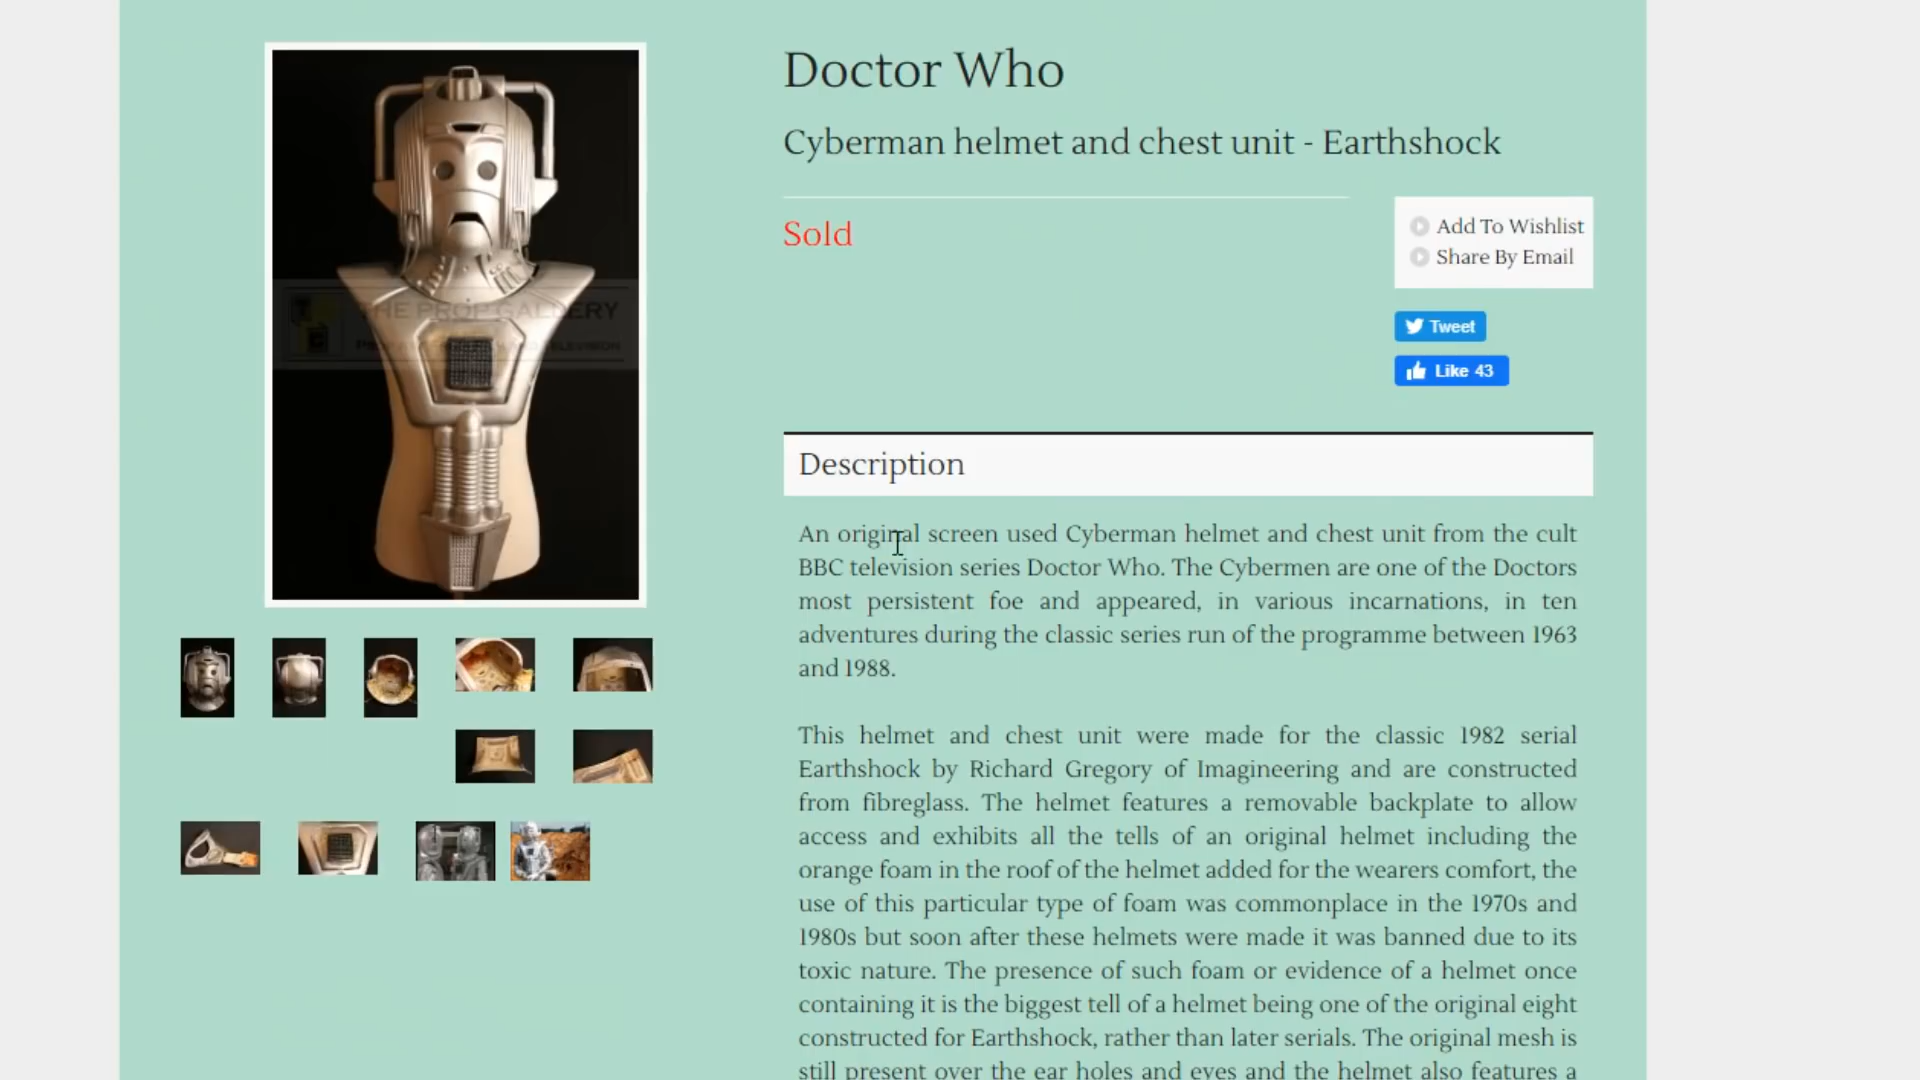 Doctor Who
Cyberman helmet and chest unit - Earthshock
Sold
Add To Wishlist
Share By Email
Tweet
Like 43
THE PROP GALLERY
Description
An original screen used Cyberman helmet and chest unit from the cult
BBC television series Doctor Who. The Cybermen are one of the Doctors
most persistent foe and appeared, in various incarnations, in ten
adventures during the classic series run of the programme between 1963
and 1988.
This helmet and chest unit were made for the classic 1982 serial
Earthshock by Richard Gregory of Imagineering and are constructed
from fibreglass. The helmet features a removable backplate to allow
access and exhibits all the tells of an original helmet including the
orange foam in the roof of the helmet added for the wearers comfort, the
use of this particular type of foam was commonplace in the 1970s and
1980s but soon after these helmets were made it was banned due to its
toxic nature. The presence of such foam or evidence of a helmet once
containing it is the biggest tell of a helmet being one of the original eight
constructed for Earthshock, rather than later serials. The original mesh is
still present over the ear holes and eyes and the helmet also features a